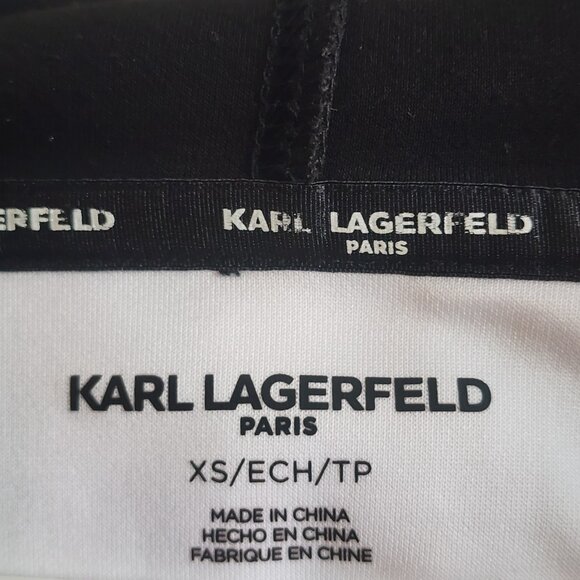 ERFELD KARL LAGERFELD
PARIS
KARL LAGERFELD
PARIS
XS/ECH/TP
MADE IN CHINA
HECHO EN CHINA
FABRIQUE EN CHINE